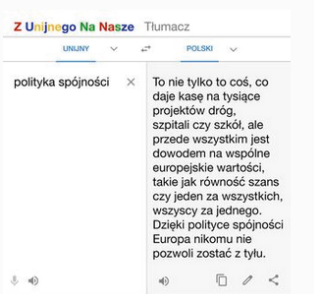 Z Unijnego Na Nasze Tłumacz
UNIJNY POLSKI
polityka spójności
To nie tylko to coś, co
daje kasę na tysiące
projektów dróg,
szpitali czy szkół, ale
przede wszystkim jest
dowodem na wspólne
europejskie wartości,
takie jak równość szans
czy jeden za wszystkich,
wszyscy za jednego.
Dzięki polityce spójności
Europa nikomu nie
pozwoli zostać z tyłu.